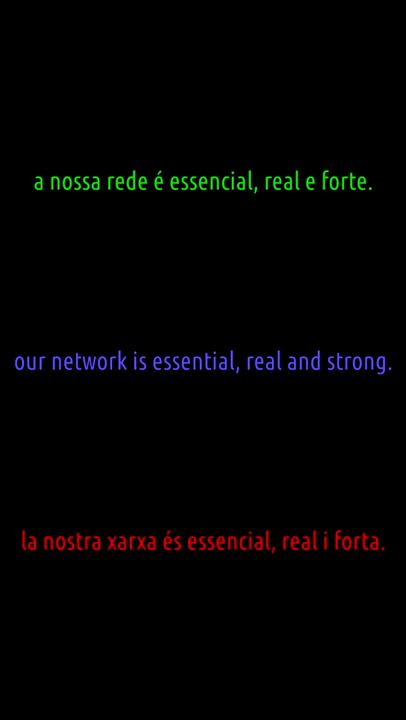 a nossa rede é essencial, real e forte.
our network is essential, real and strong.
la nostra xarxa és essencial, real i forta.